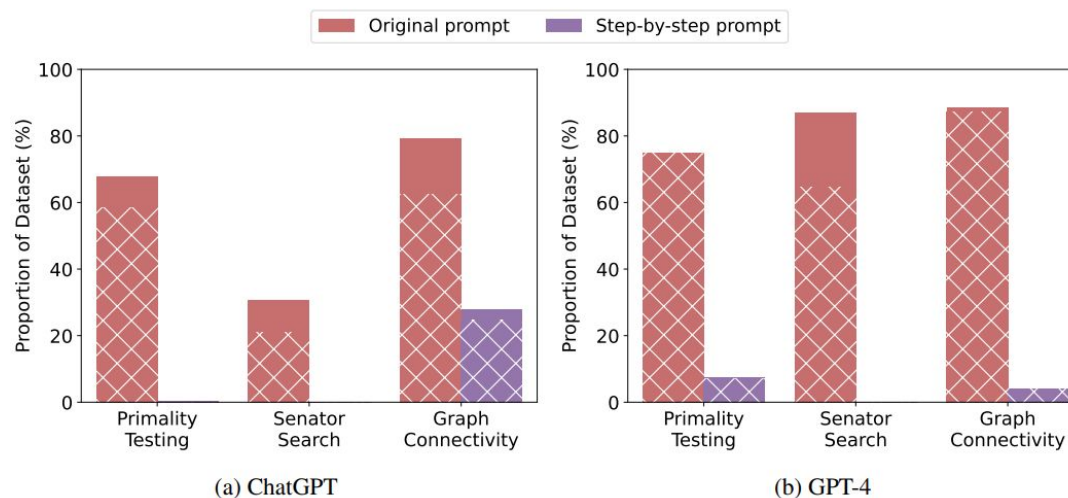 Original prompt
Step-by-step prompt
Proportion of Dataset (%)
100
80
60
40
20
0
Primality
Testing
Senator
Search
Graph
Connectivity
(a) ChatGPT
Proportion of Dataset (%)
100
80
60
40
20
0
Primality
Testing
Senator
Search
Graph
Connectivity
(b) GPT-4